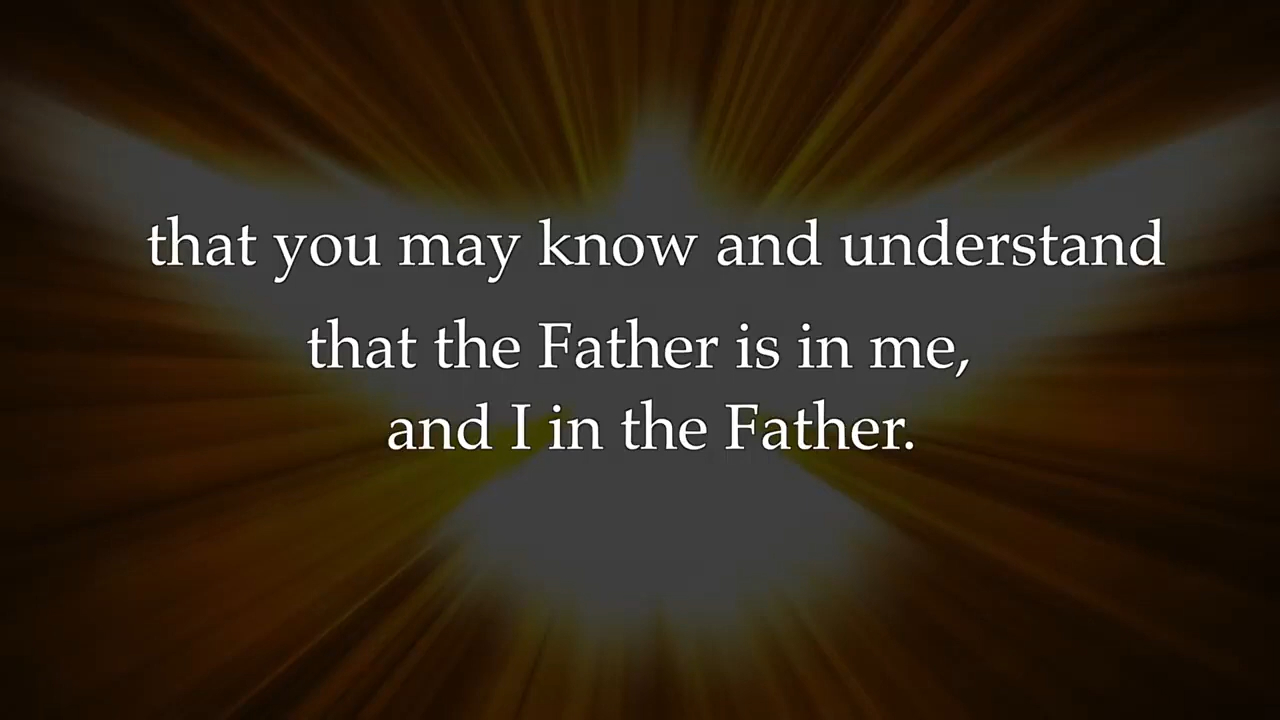 that you may know and understand
that the Father is in me,
and I in the Father.